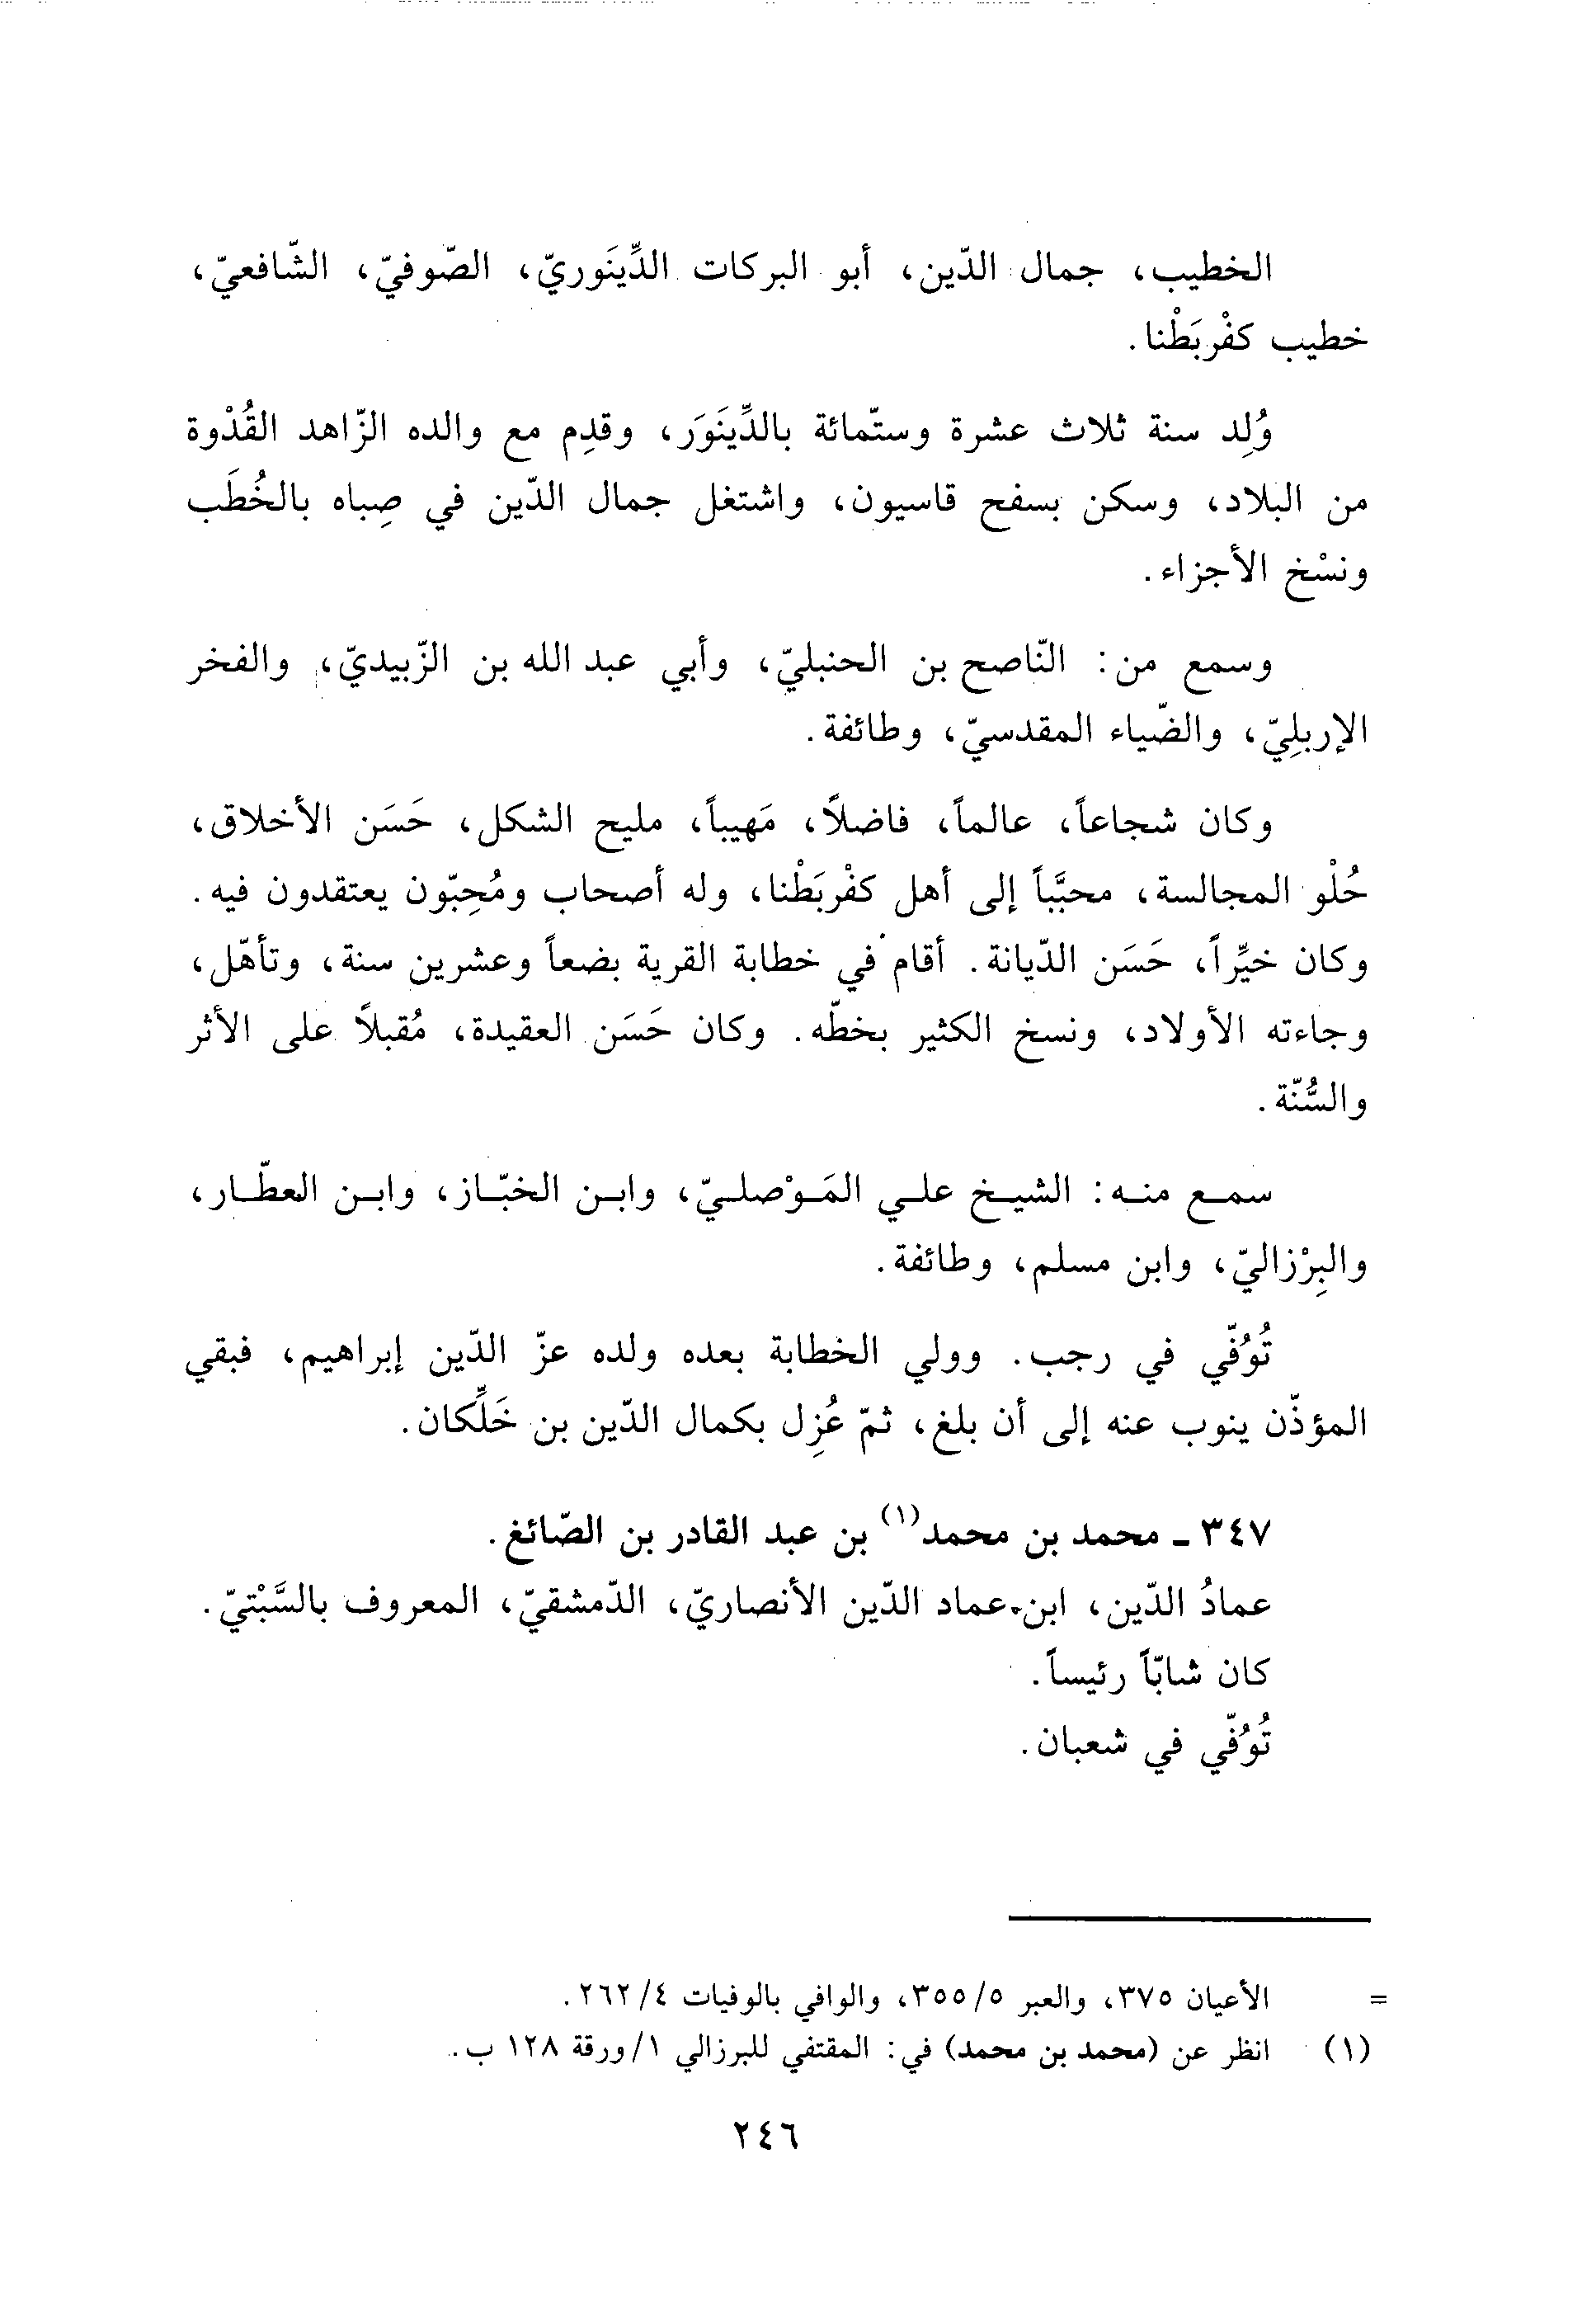 الخطيب، جمال الدّين، أبو البركات الدِّينَوريّ، الصّوفيّ، الشّافعيّ،
خطيب كفْربَطْنا.
وُلِد سنة ثلاث عشرة وستّمائة بالدِّينَوَر، وقدِم مع والده الزّاهد القُدْوة
من البلاد، وسكن بسفح قاسيون، واشتغل جمال الدّين في صِباه بالخُطَب
ونسْخ الأجزاء.
وسمع من: النّاصح بن الحنبليّ، وأبي عبد الله بن الزّبيديّ، والفخر
الإربلِيّ، والضّياء المقدسيّ، وطائفة.
وكان شجاعاً، عالماً، فاضلاً، مَهيباً، مليح الشكل، حَسَن الأخلاق،
حُلْو المجالسة، محبَّباً إلى أهل كفْربَطْنا، وله أصحاب ومُحِبّون يعتقدون فيه.
وكان خيِّراً، حَسَن الدّيانة. أقام في خطابة القرية بضعاً وعشرين سنة، وتأهّل،
وجاءته الأولاد، ونسخ الكثير بخطّه. وكان حَسَن العقيدة، مُقبلاً على الأثر
والسُّنّة.
سمع منه: الشيخ علي المَوْصليّ، وابن الخبّاز، وابن العطّار،
والبِرْزاليّ، وابن مسلم، وطائفة.
تُوُفّي في رجب. وولي الخطابة بعده ولده عزّ الدّين إبراهيم، فبقي
المؤذّن ينوب عنه إلى أن بلغ، ثمّ عُزِل بكمال الدّين بن خَلِّكان.
٣٤٧ ـ محمد بن محمد(١) بن عبد القادر بن الصّائغ.
عمادُ الدّين، ابن عماد الدّين الأنصاريّ، الدّمشقيّ، المعروف بالسَّبْتيّ.
كان شابّاً رئيساً.
تُوُفّي في شعبان.
= الأعيان ٣٧٥، والعبر ٣٥٥/٥، والوافي بالوفيات ٢٦٢/٤.
(١) انظر عن (محمد بن محمد) في: المقتفي للبرزالي ١/ورقة ١٢٨ ب.
٢٤٦